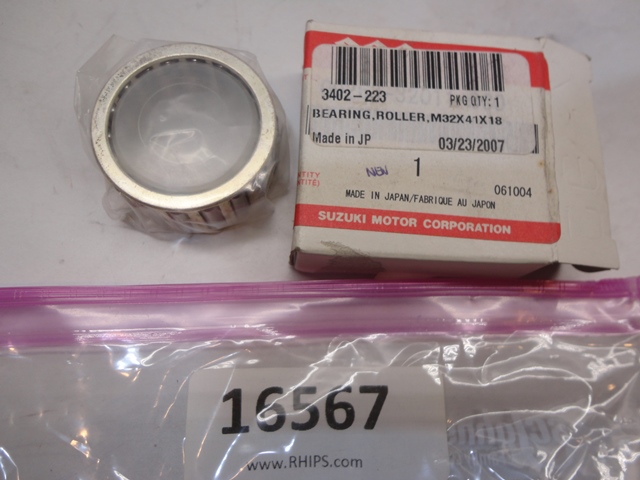 3402-223 PKG QTY: 1
BEARING,ROLLER,M32X41X18
Made in JP 03/23/2007
NEW
1
061004
MADE IN JAPAN/FABRIQUE AU JAPON
SUZUKI MOTOR CORPORATION
16567
www.RHIPS.com